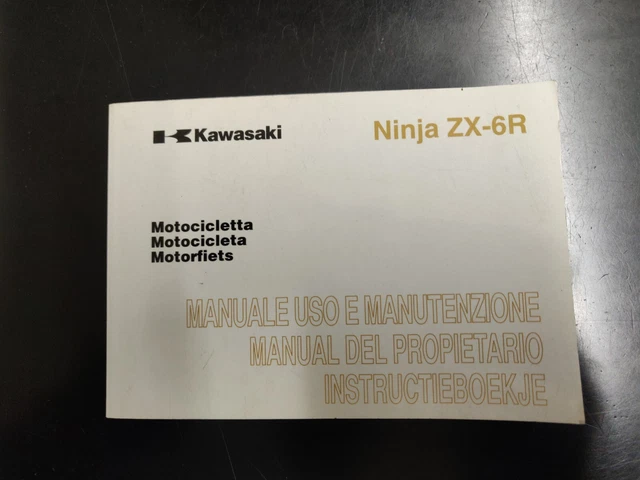 Kawasaki
Ninja ZX-6R
Motocicletta
Motocicleta
Motorfiets
MANUALE USO E MANUTENZIONE
MANUAL DEL PROPIETARIO
INSTRUCTIEBOEKJE